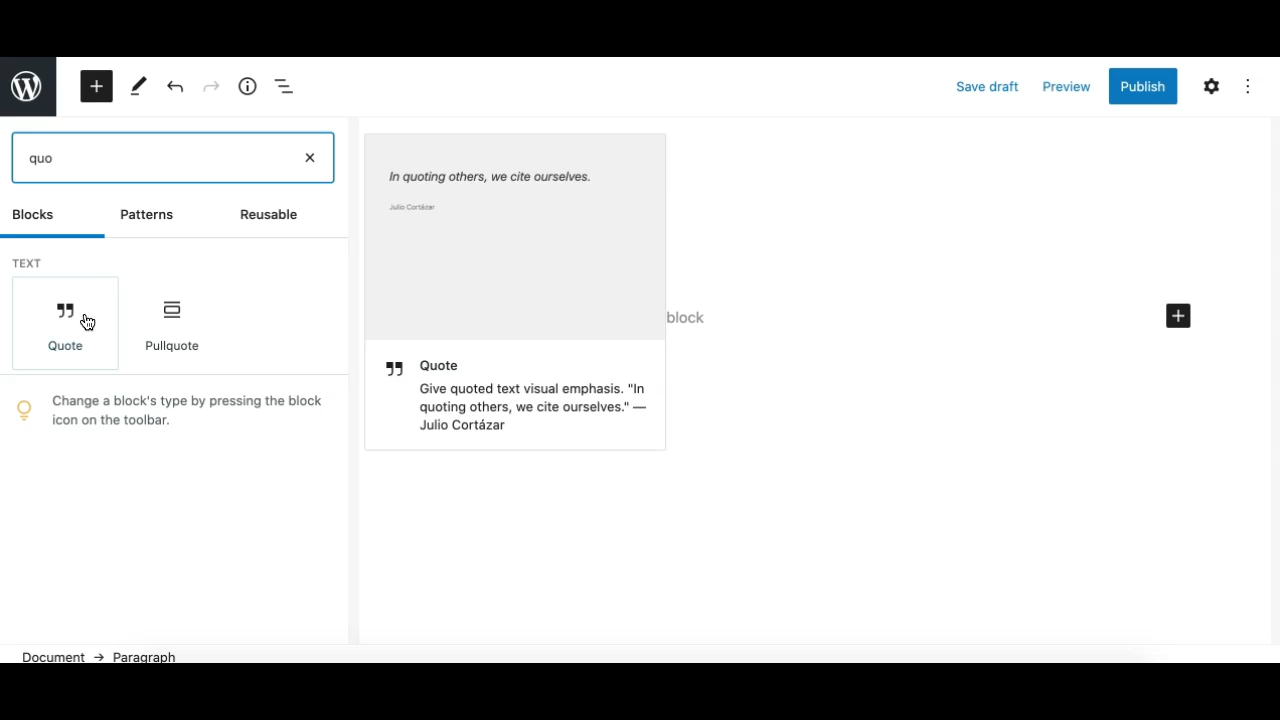 Save draft Preview Publish
quo
Blocks Patterns Reusable
TEXT
Quote
Pullquote
Change a block's type by pressing the block
icon on the toolbar.
In quoting others, we cite ourselves.
Julio Cortázar
Quote
Give quoted text visual emphasis. "In
quoting others, we cite ourselves." —
Julio Cortázar
block
Document → Paragraph